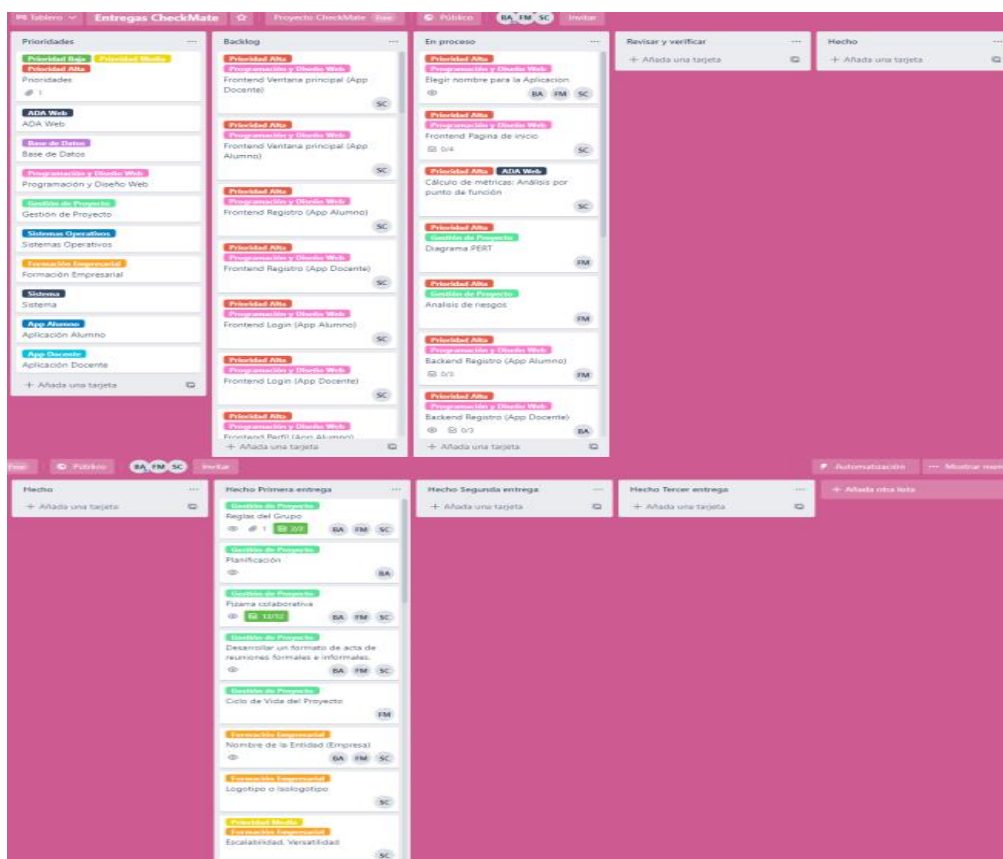 Tablero
Entregas CheckMate
Proyecto CheckMate Free
Público
BA FM SC
Invitar
Prioridades
Prioridad Baja
Prioridad Media
Prioridad Alta
Prioridades
1
ADA Web
ADA Web
Base de Datos
Base de Datos
Programación y Diseño Web
Programación y Diseño Web
Gestión de Proyecto
Gestión de Proyecto
Sistemas Operativos
Sistemas Operativos
Formación Empresarial
Formación Empresarial
Sistema
Sistema
App Alumno
Aplicación Alumno
App Docente
Aplicación Docente
+ Añada una tarjeta
Backlog
Prioridad Alta
Programación y Diseño Web
Frontend Ventana principal (App
Docente)
SC
Prioridad Alta
Programación y Diseño Web
Frontend Ventana principal (App
Alumno)
SC
Prioridad Alta
Programación y Diseño Web
Frontend Registro (App Alumno)
SC
Prioridad Alta
Programación y Diseño Web
Frontend Registro (App Docente)
SC
Prioridad Alta
Programación y Diseño Web
Frontend Login (App Alumno)
SC
Prioridad Alta
Programación y Diseño Web
Frontend Login (App Docente)
SC
Prioridad Alta
Programación y Diseño Web
Frontend Perfil (App Alumno)
+ Añada una tarjeta
En proceso
Prioridad Alta
Programación y Diseño Web
Elegir nombre para la Aplicacion
BA FM SC
Prioridad Alta
Programación y Diseño Web
Frontend Pagina de inicio
0/4
SC
Prioridad Alta
ADA Web
Cálculo de métricas: Análisis por
punto de función
SC
Prioridad Alta
Gestión de Proyecto
Diagrama PERT
FM
Prioridad Alta
Gestión de Proyecto
Analisis de riesgos
FM
Prioridad Alta
Programación y Diseño Web
Backend Registro (App Alumno)
0/3
FM
Prioridad Alta
Programación y Diseño Web
Backend Registro (App Docente)
0/3
BA
+ Añada una tarjeta
Revisar y verificar
+ Añada una tarjeta
Hecho
+ Añada una tarjeta
Free
Público
BA FM SC
Invitar
Automatización
Mostrar men
Hecho
+ Añada una tarjeta
Hecho Primera entrega
Gestión de Proyecto
Reglas del Grupo
1
2/2
BA FM SC
Gestión de Proyecto
Planificación
BA
Gestión de Proyecto
Pizarra colaborativa
BA FM SC
Gestión de Proyecto
Desarrollar un formato de acta de
reuniones formales e informales.
BA FM SC
Gestión de Proyecto
Ciclo de Vida del Proyecto
FM
Formación Empresarial
Nombre de la Entidad (Empresa)
BA FM SC
Formación Empresarial
Logotipo o Isologotipo
SC
Prioridad Media
Formación Empresarial
Escalabilidad, Versatilidad
SC
Hecho Segunda entrega
+ Añada una tarjeta
Hecho Tercer entrega
+ Añada una tarjeta
+ Añada otra lista